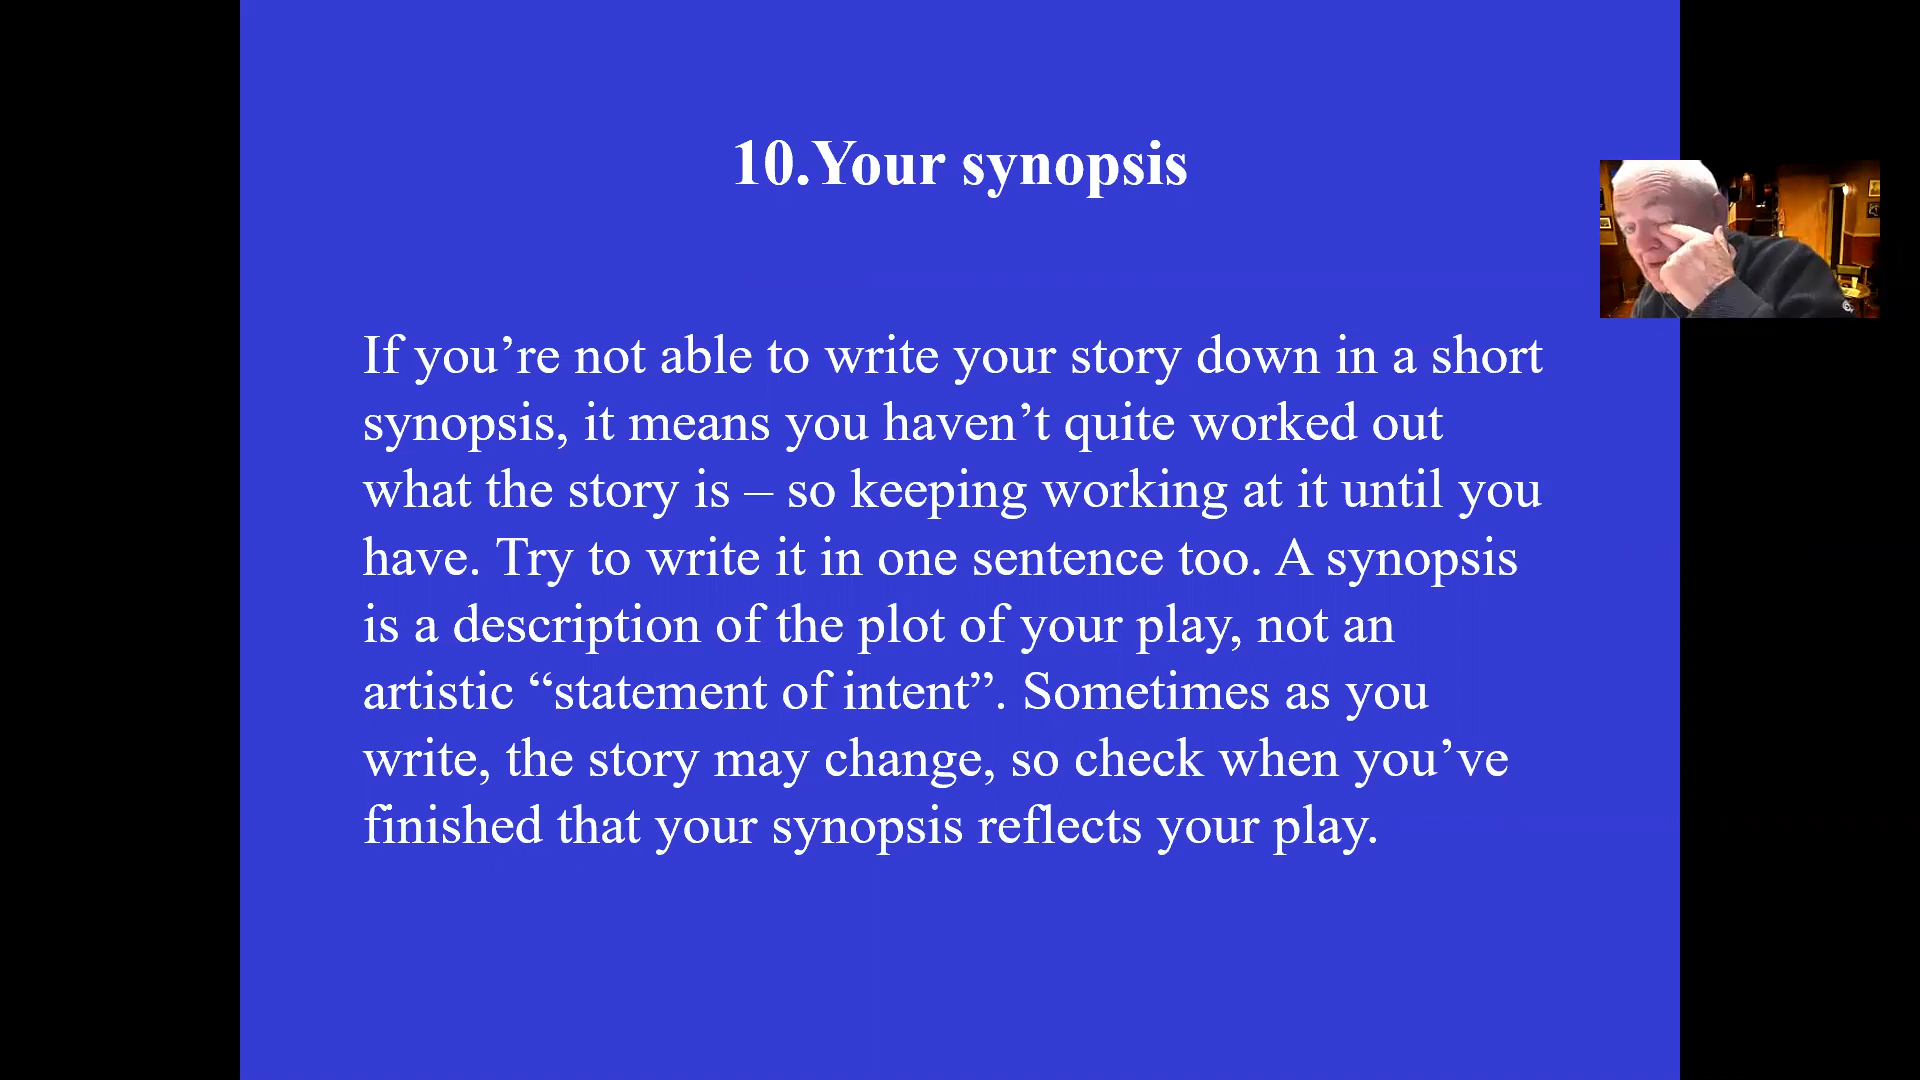 10.Your synopsis
If you’re not able to write your story down in a short
synopsis, it means you haven’t quite worked out
what the story is – so keeping working at it until you
have. Try to write it in one sentence too. A synopsis
is a description of the plot of your play, not an
artistic “statement of intent”. Sometimes as you
write, the story may change, so check when you’ve
finished that your synopsis reflects your play.